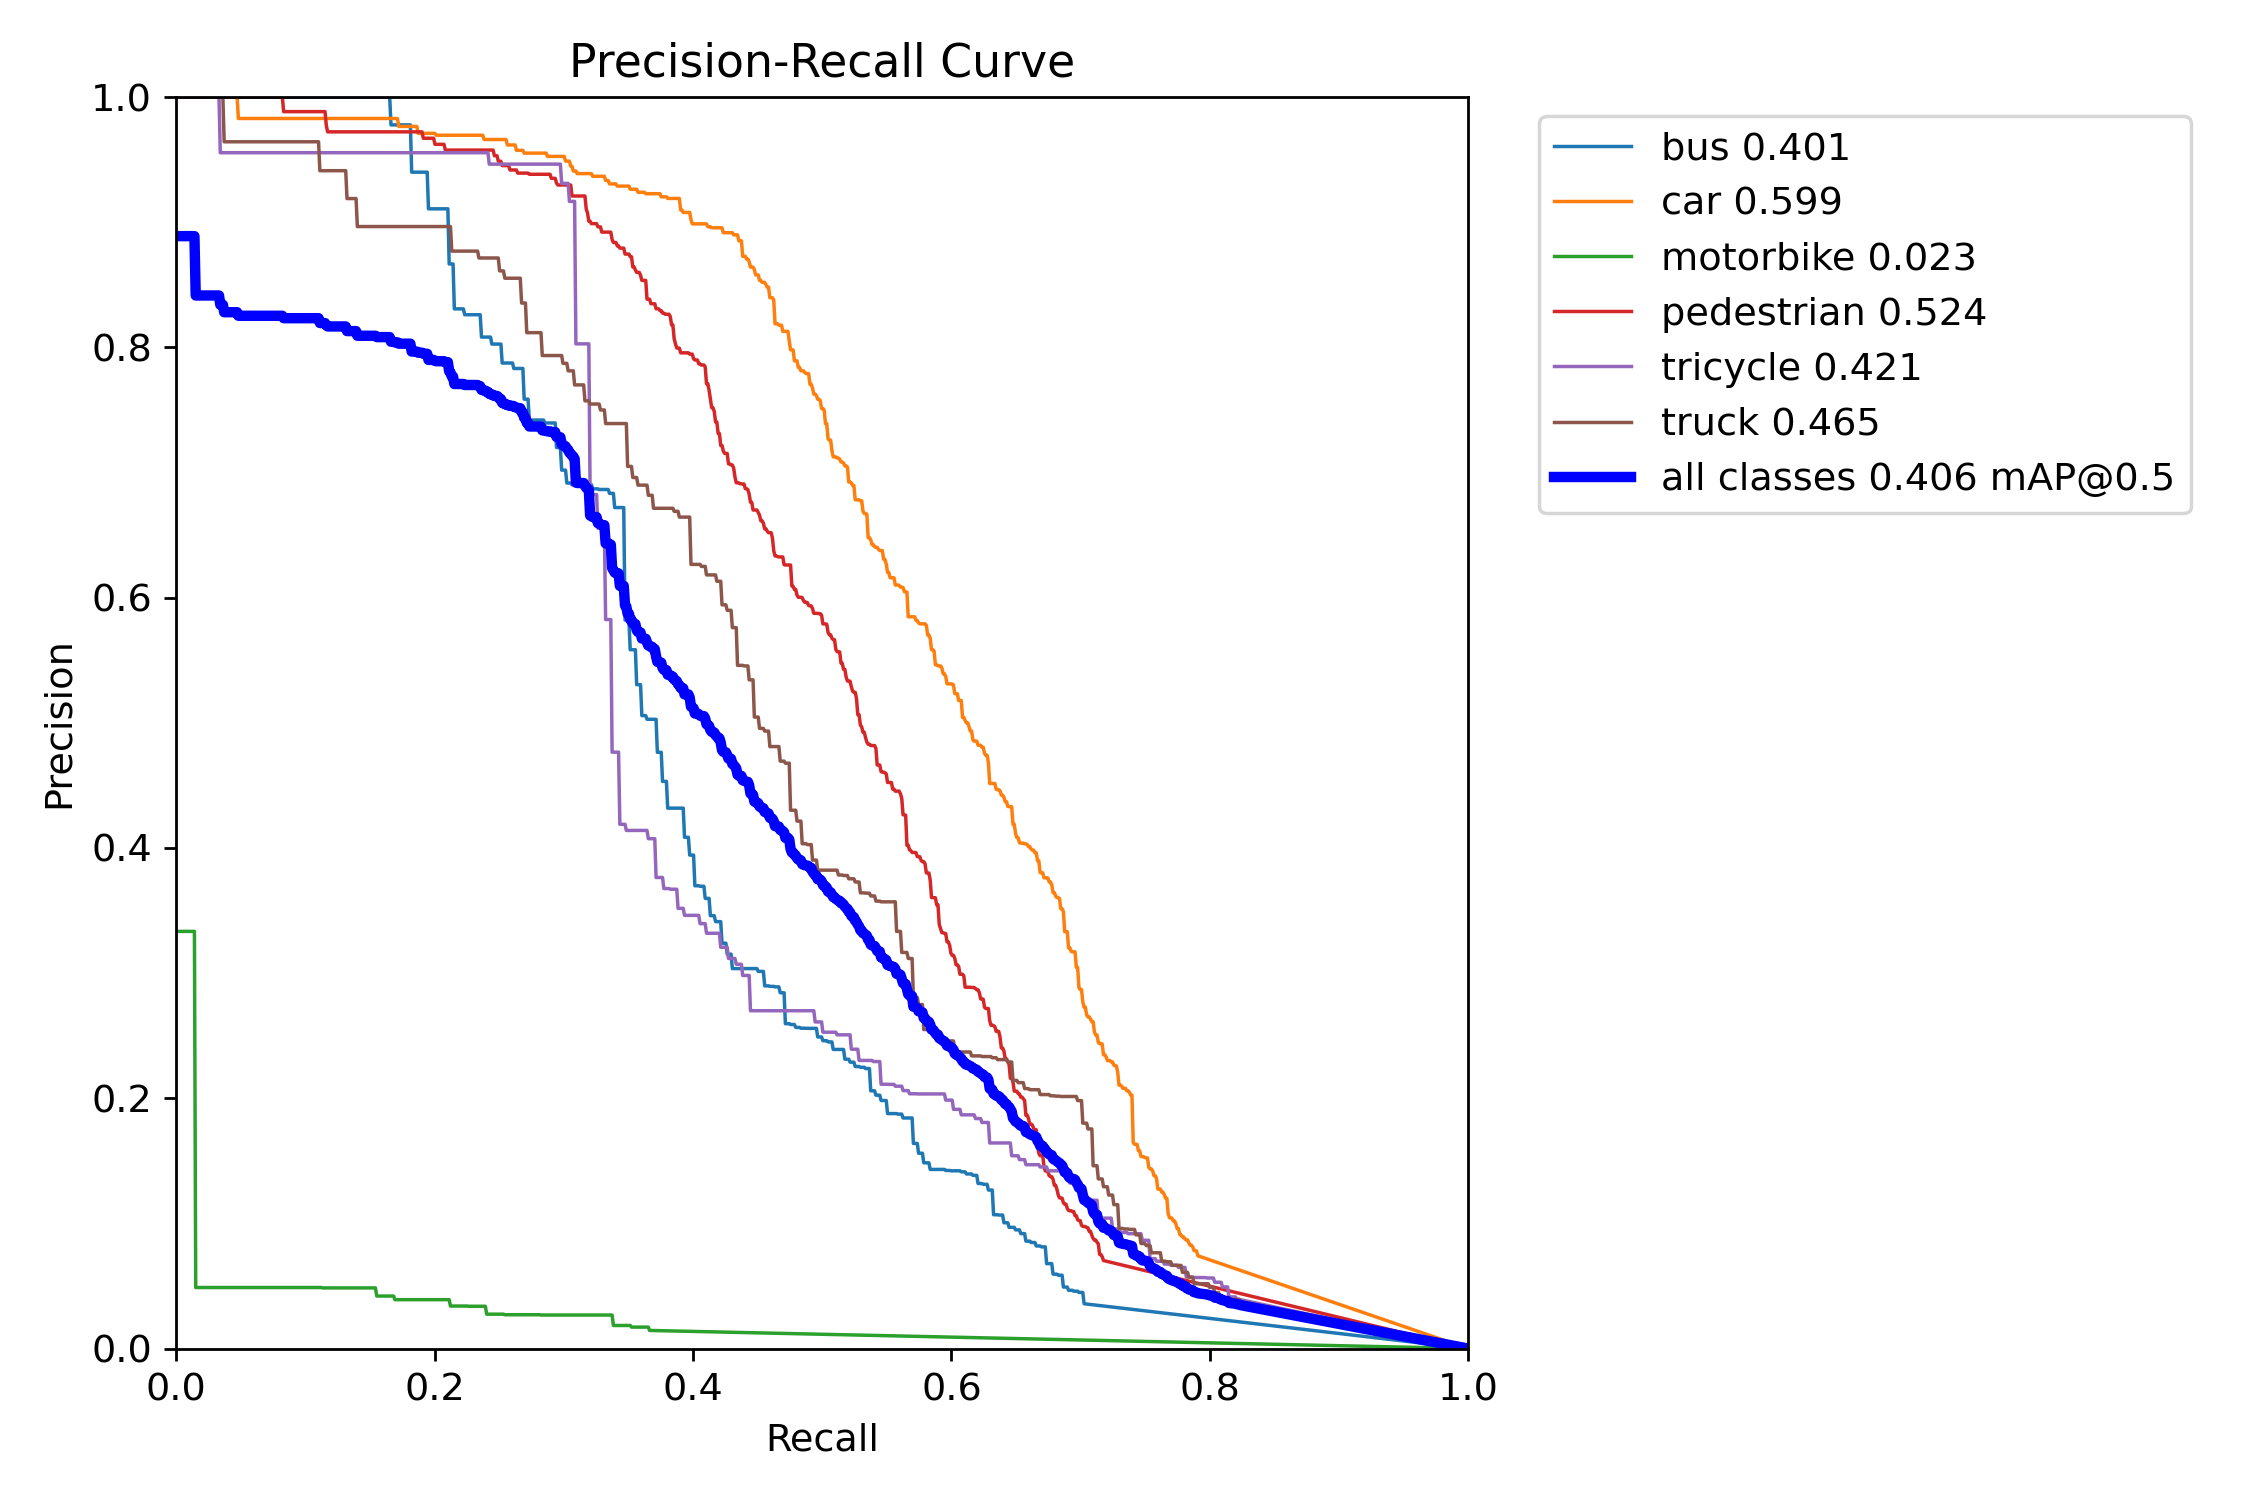 Precision-Recall Curve
1.0
0.8
0.6
0.4
0.2
0.0
Precision
0.0 0.2 0.4 0.6 0.8 1.0
Recall
bus 0.401
car 0.599
motorbike 0.023
pedestrian 0.524
tricycle 0.421
truck 0.465
all classes 0.406 mAP@0.5